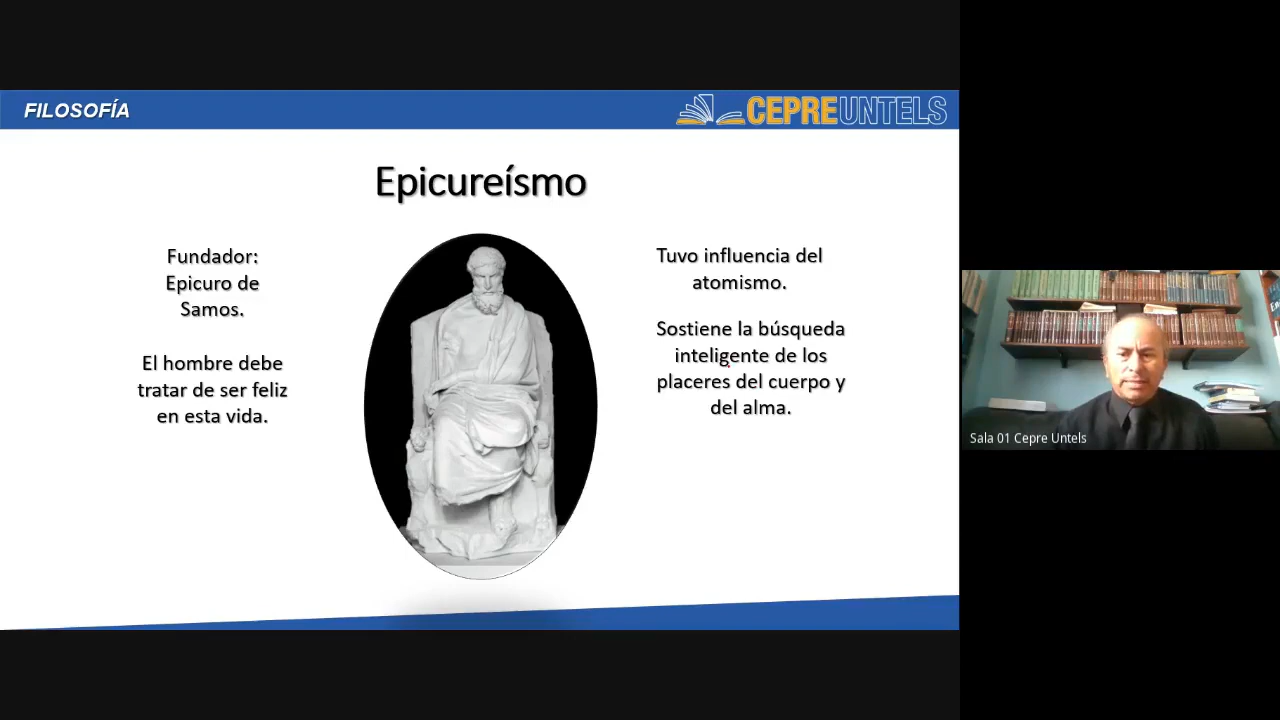 FILOSOFÍA
CEPREUNTELS
Epicureísmo
Fundador:
Epicuro de
Samos.
El hombre debe
tratar de ser feliz
en esta vida.
Tuvo influencia del
atomismo.
Sostiene la búsqueda
inteligente de los
placeres del cuerpo y
del alma.
Sala 01 Cepre Untels